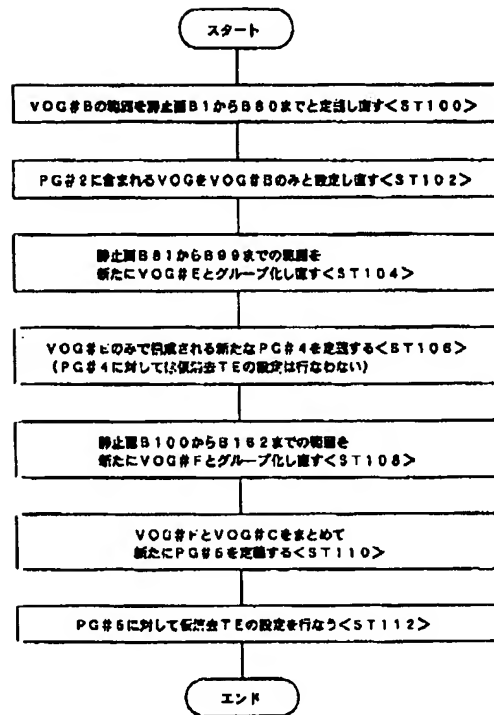 スタート
VOG#Bの範囲を静止画B1からB80までと定義し直す<ST100>
PG#2に含まれるVOGをVOG#Bのみと設定し直す<ST102>
静止画B81からB99までの範囲を
新たにVOG#Eとグループ化し直す<ST104>
VOG#Eのみで構成される新たなPG#4を定義する<ST106>
(PG#4に対しては仮消去TEの設定は行なわない)
静止画B100からB162までの範囲を
新たにVOG#Fとグループ化し直す<ST108>
VOG#FとVOG#Cをまとめて
新たにPG#5を定義する<ST110>
PG#5に対して仮消去TEの設定を行なう<ST112>
エンド